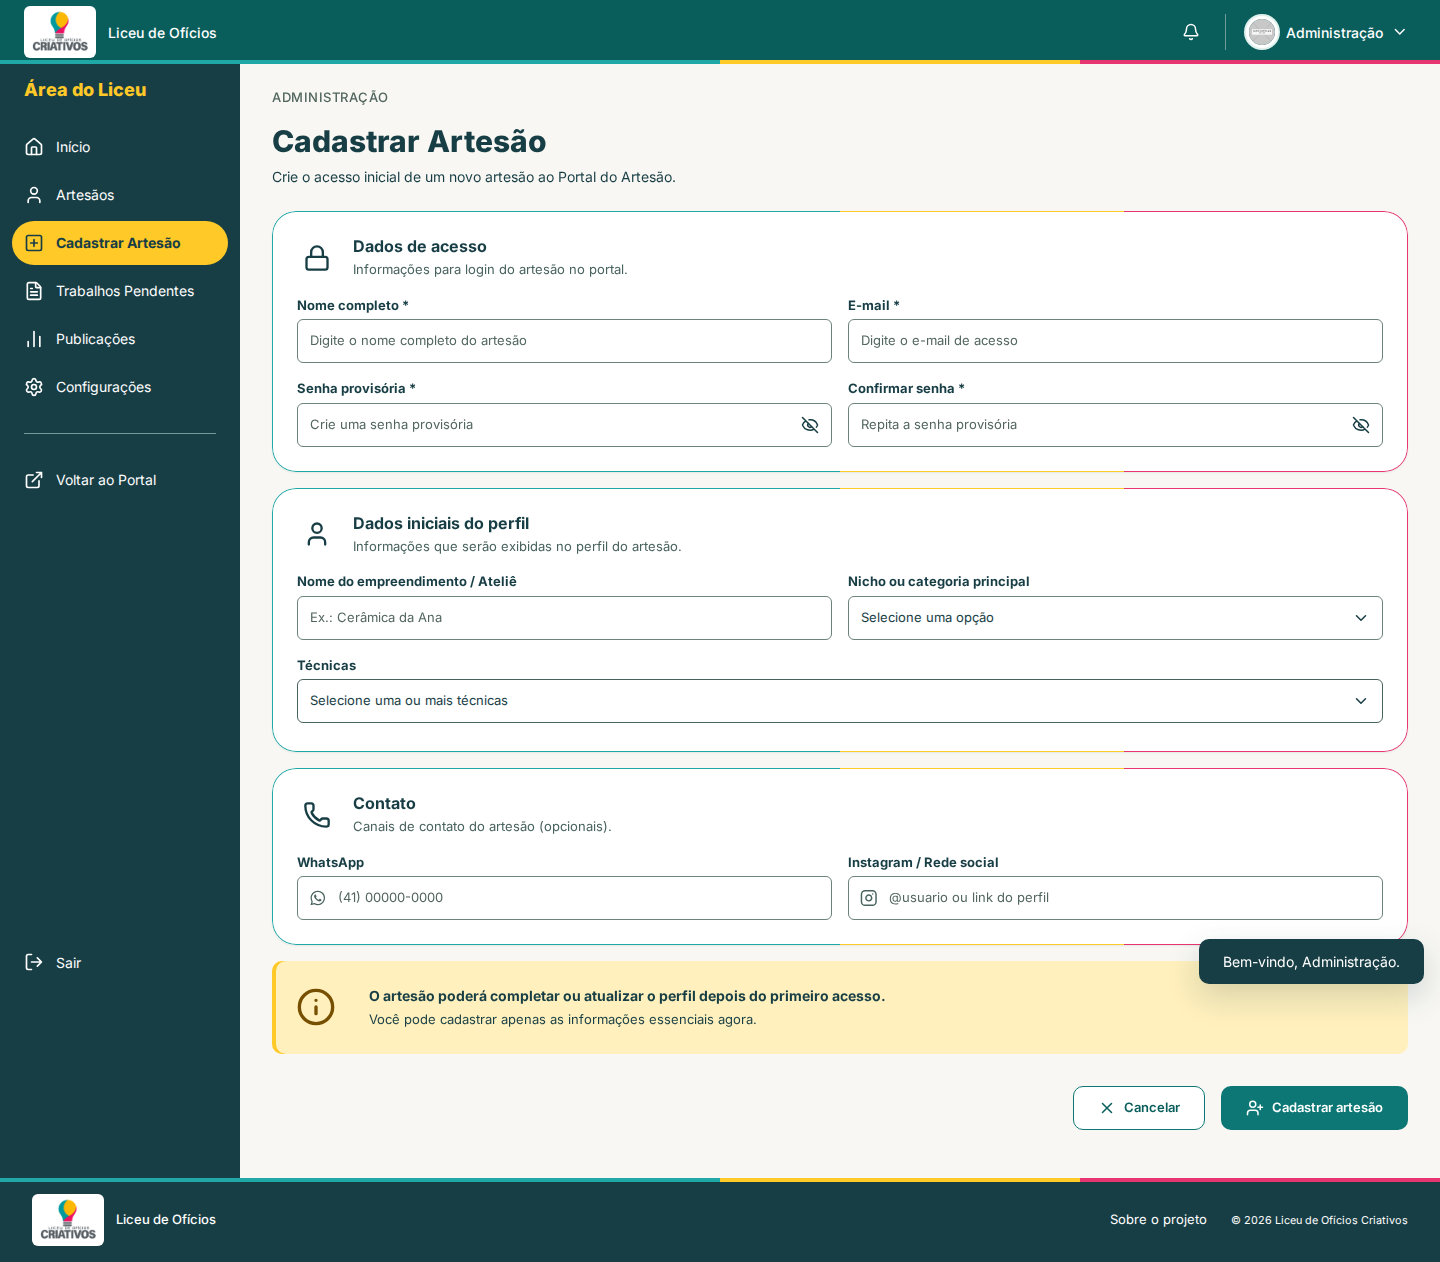 LICEU DE OFÍCIOS
CRIATIVOS
Liceu de Ofícios
Administração
Área do Liceu
Início
Artesãos
Cadastrar Artesão
Trabalhos Pendentes
Publicações
Configurações
Voltar ao Portal
Sair
ADMINISTRAÇÃO
Cadastrar Artesão
Crie o acesso inicial de um novo artesão ao Portal do Artesão.
Dados de acesso
Informações para login do artesão no portal.
Nome completo *
E-mail *
Digite o nome completo do artesão
Digite o e-mail de acesso
Senha provisória *
Confirmar senha *
Crie uma senha provisória
Repita a senha provisória
Dados iniciais do perfil
Informações que serão exibidas no perfil do artesão.
Nome do empreendimento / Ateliê
Nicho ou categoria principal
Ex.: Cerâmica da Ana
Selecione uma opção
Técnicas
Selecione uma ou mais técnicas
Contato
Canais de contato do artesão (opcionais).
WhatsApp
Instagram / Rede social
(41) 00000-0000
@usuario ou link do perfil
Bem-vindo, Administração.
O artesão poderá completar ou atualizar o perfil depois do primeiro acesso.
Você pode cadastrar apenas as informações essenciais agora.
Cancelar
Cadastrar artesão
LICEU DE OFÍCIOS
CRIATIVOS
Liceu de Ofícios
Sobre o projeto
© 2026 Liceu de Ofícios Criativos